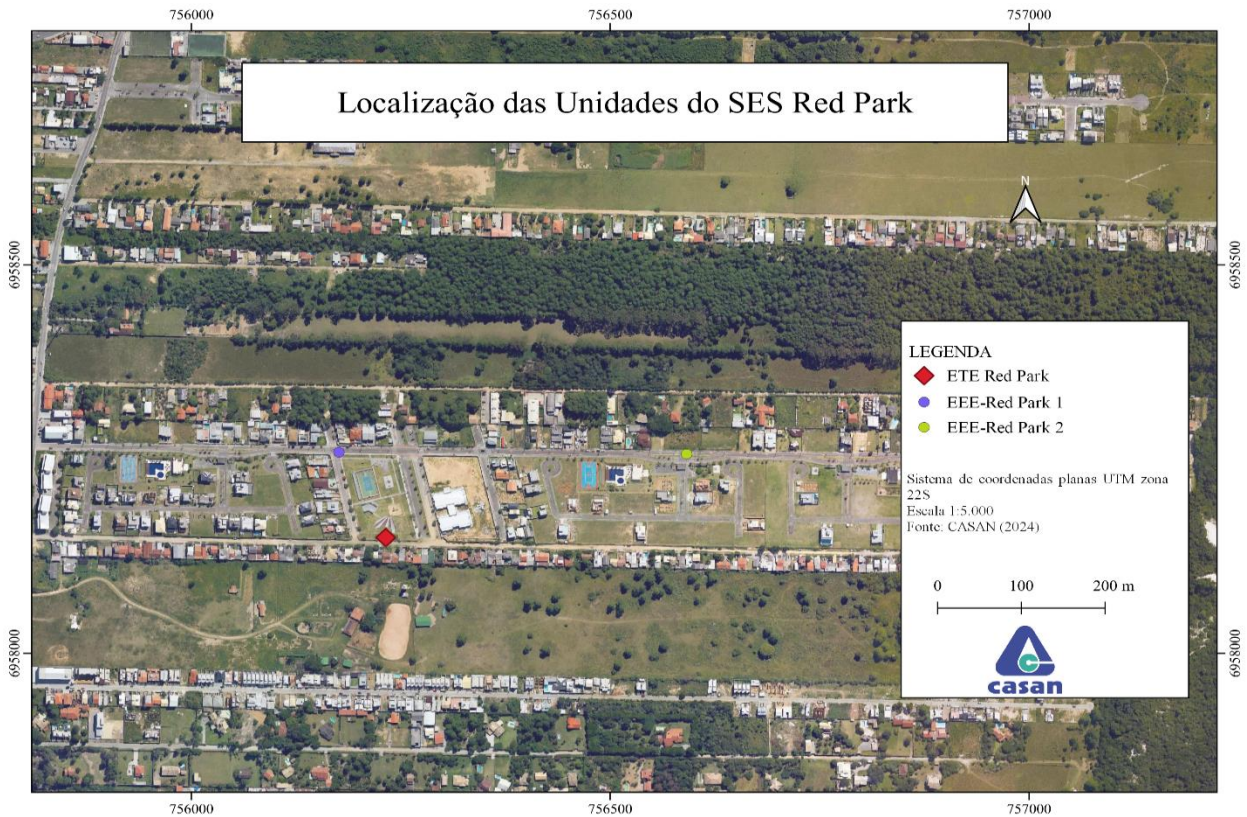 756000 756500 757000
Localização das Unidades do SES Red Park
N
6958500 6958500
LEGENDA
ETE Red Park
EEE-Red Park 1
EEE-Red Park 2
Sistema de coordenadas planas UTM zona
22S
Escala 1:5.000
Fonte: CASAN (2024)
0 100 200 m
casan
6958000 6958000
756000 756500 757000